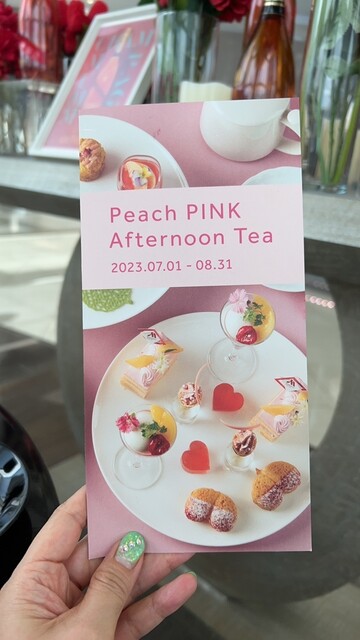 Peach PINK
Afternoon Tea
2023.07.01 - 08.31